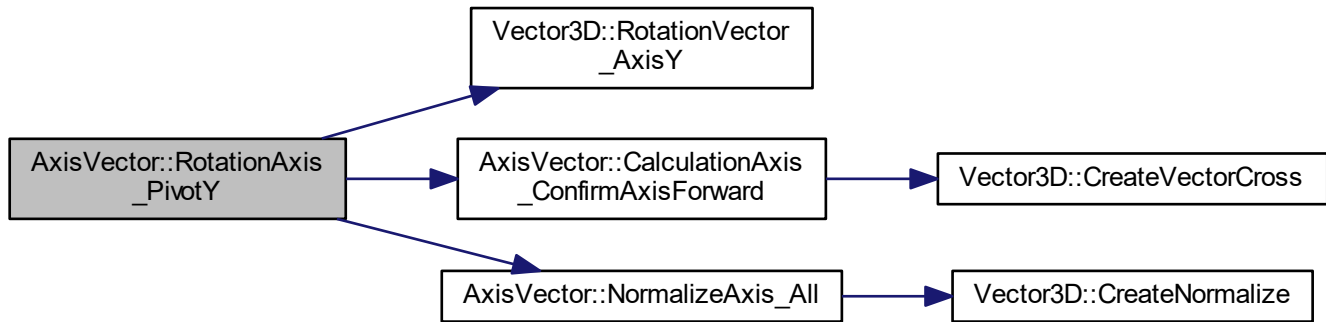 Vector3D::RotationVector
_AxisY
AxisVector::RotationAxis
_PivotY
AxisVector::CalculationAxis
_ConfirmAxisForward
Vector3D::CreateVectorCross
AxisVector::NormalizeAxis_All
Vector3D::CreateNormalize